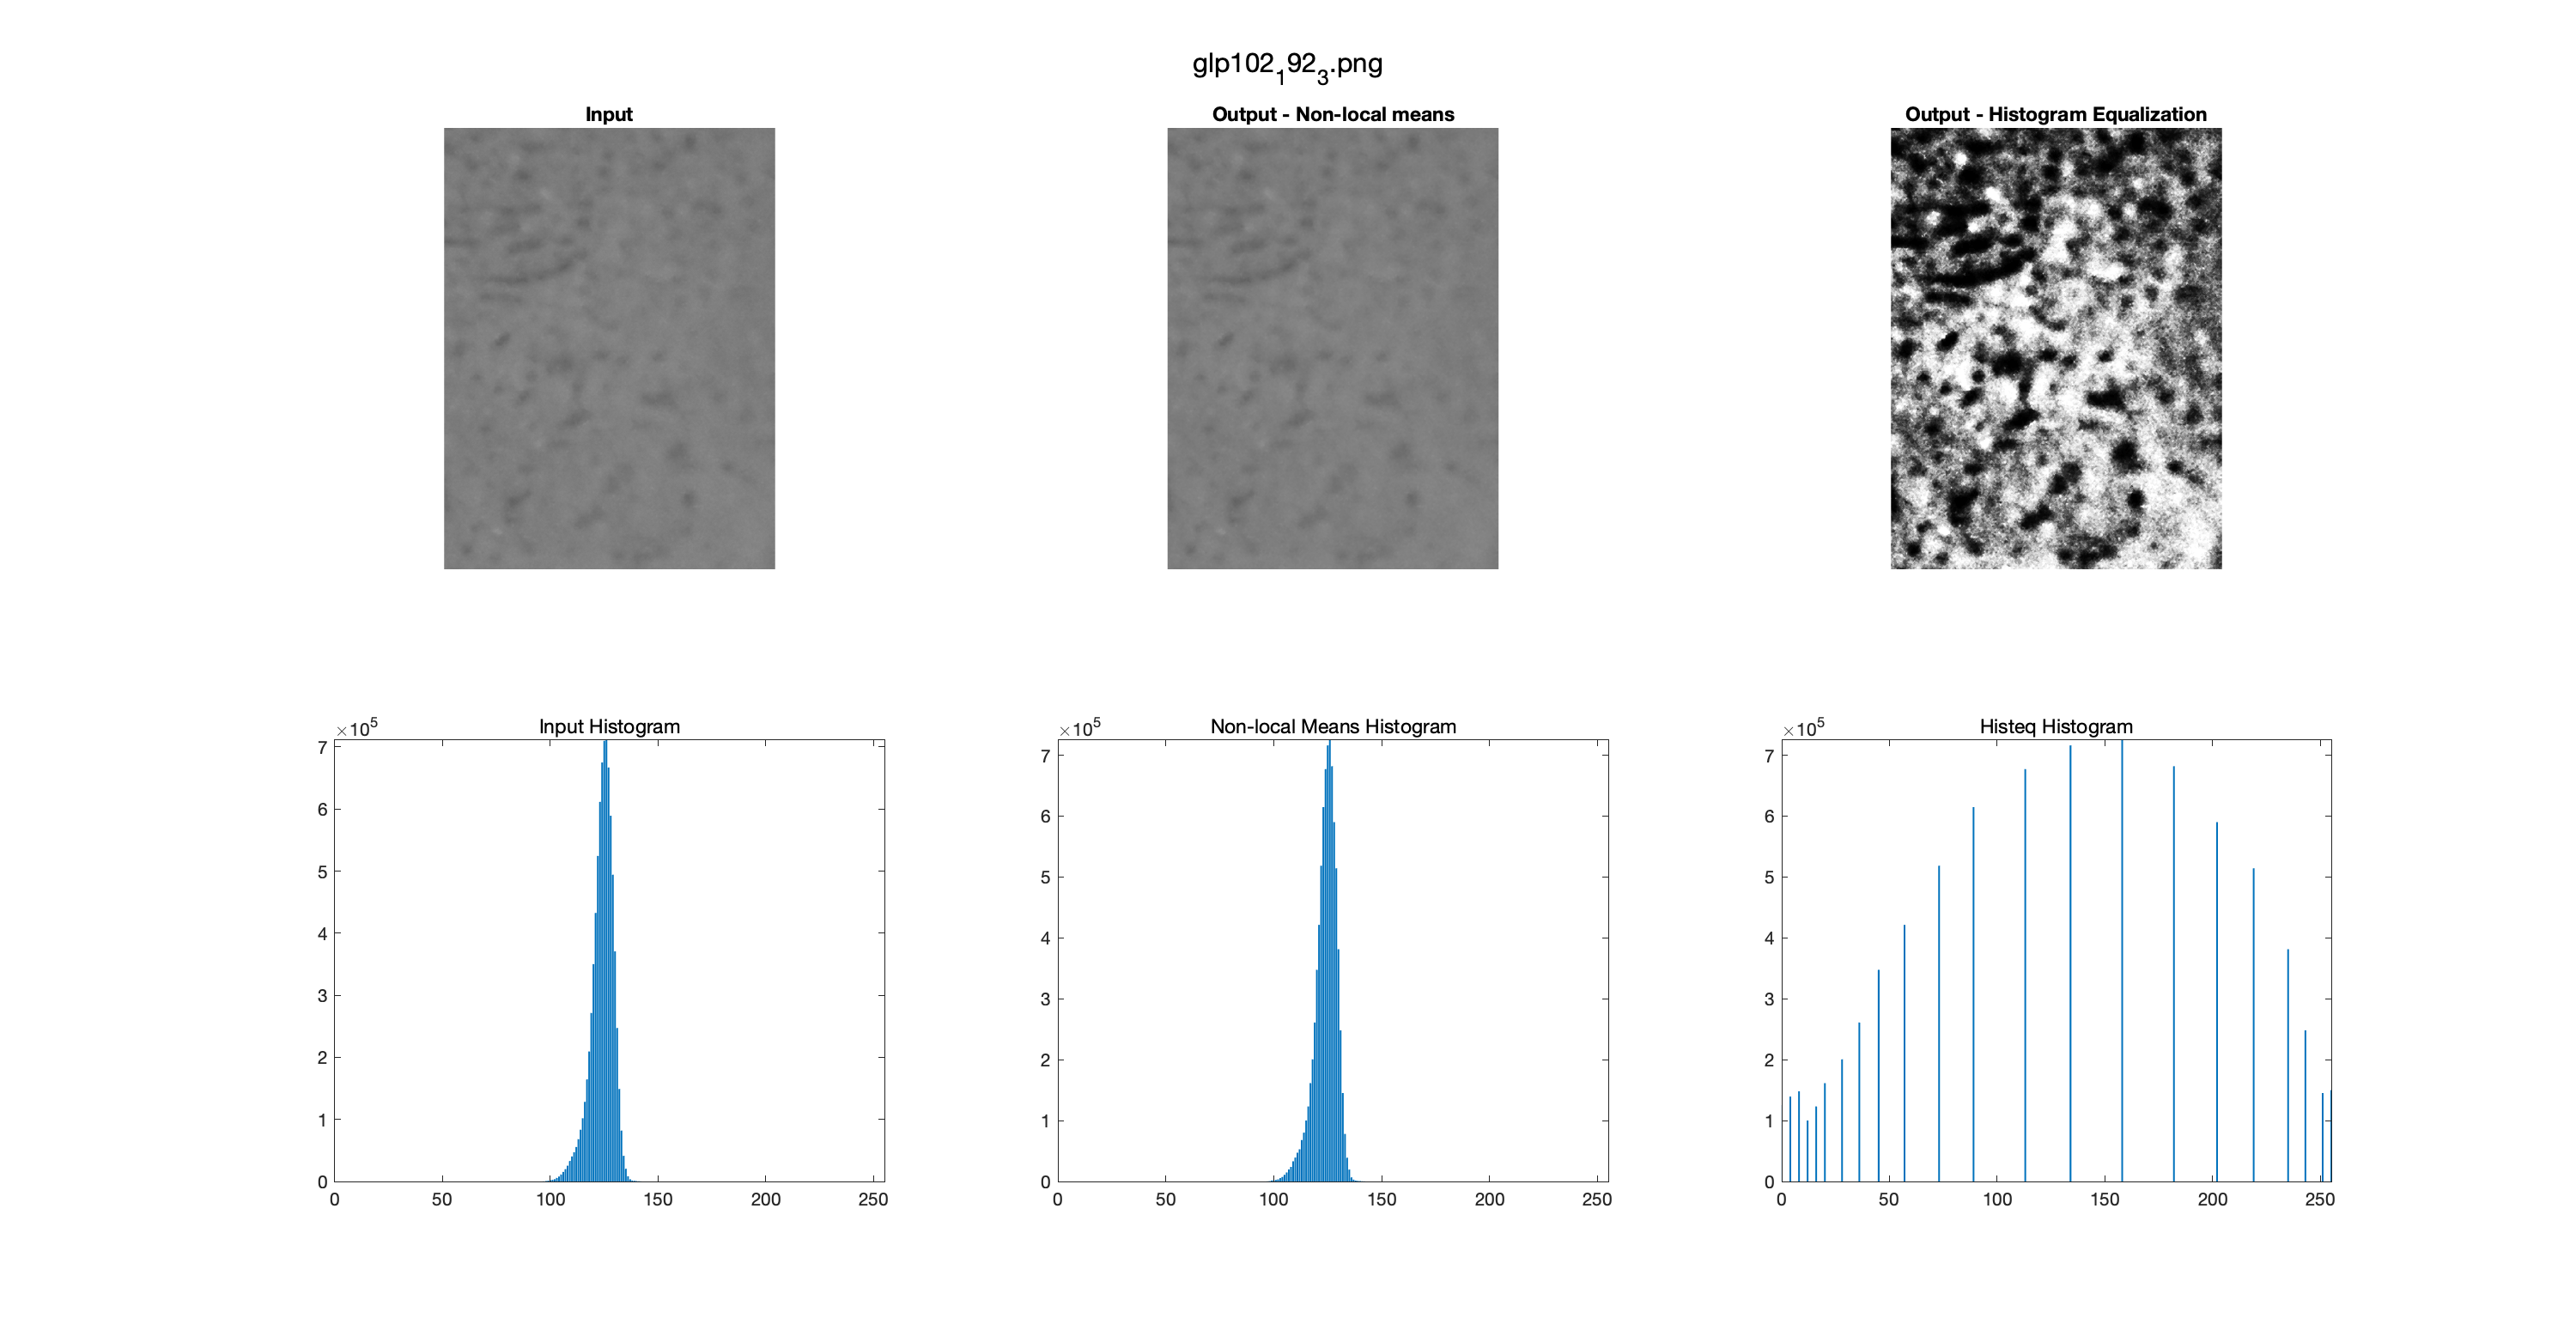 glp102₁92₃.png
Input
Output - Non-local means
Output - Histogram Equalization
×10⁵
Input Histogram
7
6
5
4
3
2
1
0
0 50 100 150 200 250
×10⁵
Non-local Means Histogram
7
6
5
4
3
2
1
0
0 50 100 150 200 250
×10⁵
Histeq Histogram
7
6
5
4
3
2
1
0
0 50 100 150 200 250